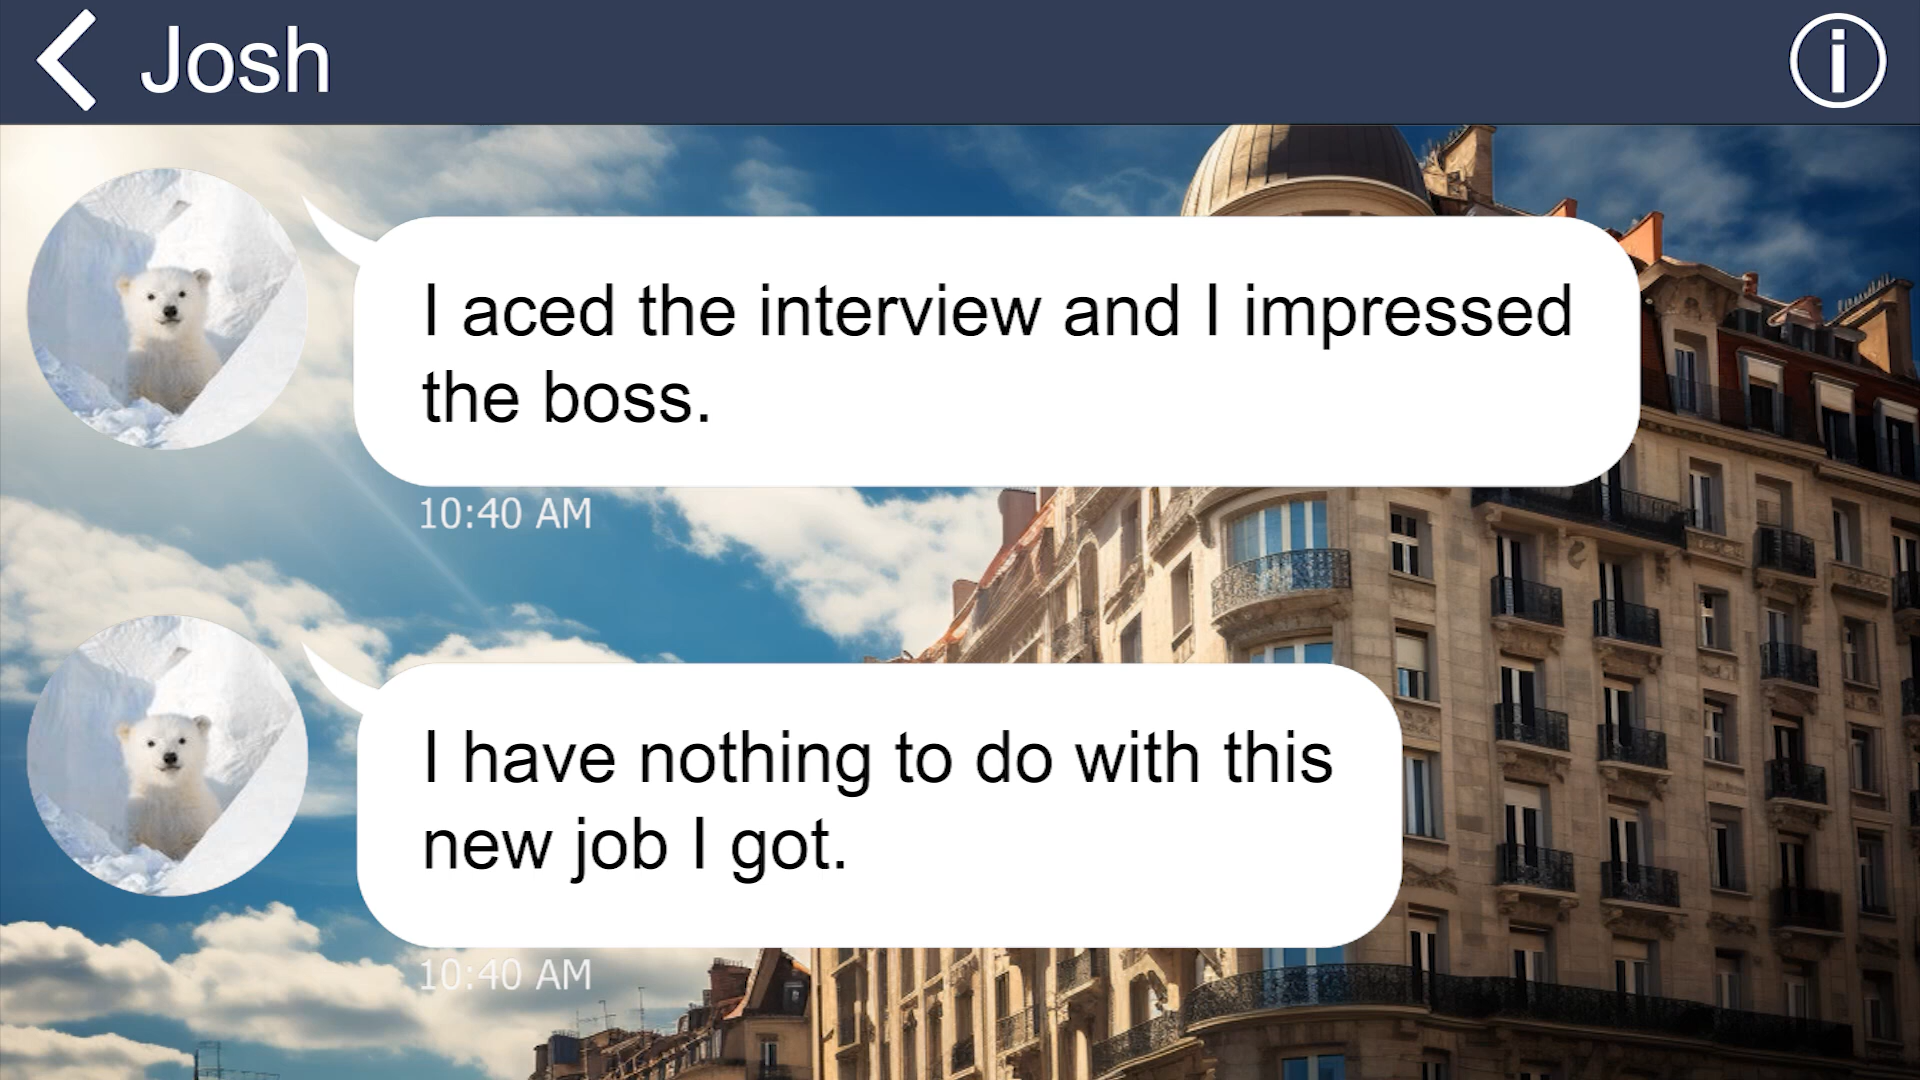 Josh
I aced the interview and I impressed
the boss.
10:40 AM
I have nothing to do with this
new job I got.
10:40 AM